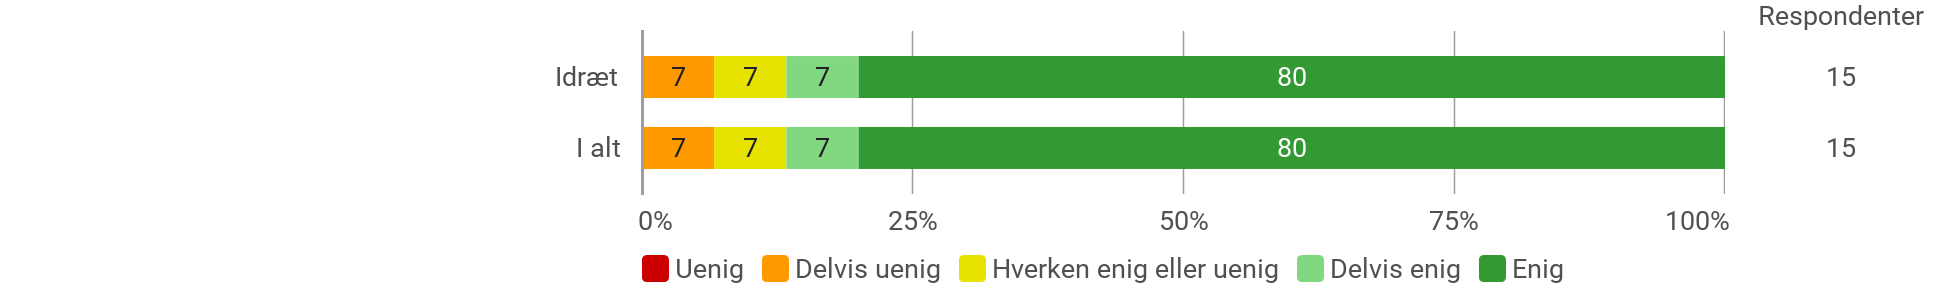 Respondenter
Idræt 7 7 7 80 15
I alt 7 7 7 80 15
0% 25% 50% 75% 100%
Uenig Delvis uenig Hverken enig eller uenig Delvis enig Enig